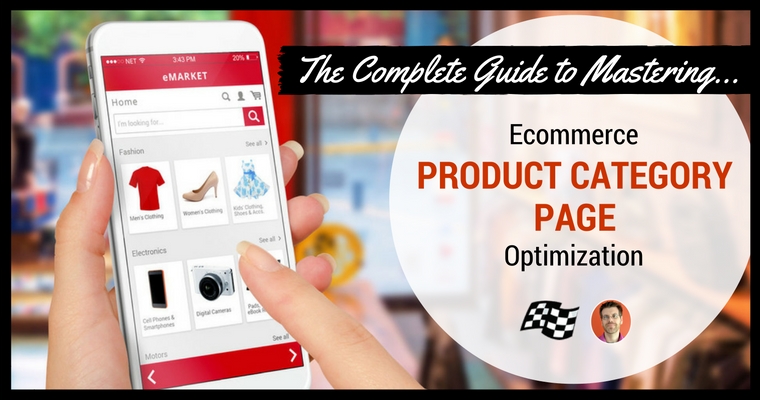 The Complete Guide to Mastering...
Ecommerce
PRODUCT CATEGORY
PAGE
Optimization
NET
3:43 PM
20%
eMARKET
Home
I'm looking for...
Fashion
See all
Men's Clothing
Women's Clothing
Kids' Clothing,
Shoes & Accs.
Electronics
See all
Cell Phones &
Smartphones
Digital Cameras
See all
Motors